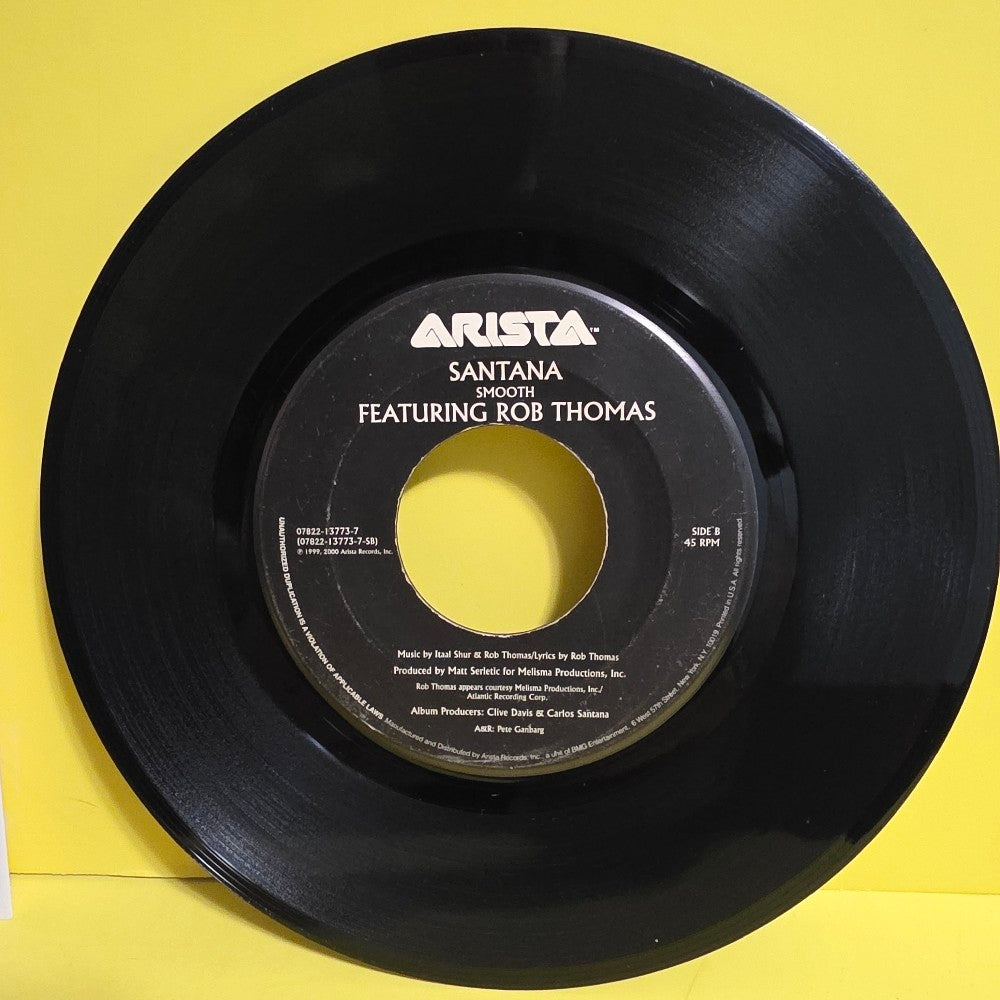 ARISTA™
SANTANA
SMOOTH
FEATURING ROB THOMAS
07822-13773-7
(07822-13773-7-SB)
℗ 1999, 2000 Arista Records, Inc.
SIDE B
45 RPM
Music by Itaal Shur & Rob Thomas/Lyrics by Rob Thomas
Produced by Matt Serletic for Melisma Productions, Inc.
Rob Thomas appears courtesy Melisma Productions, Inc./
Atlantic Recording Corp.
Album Producers: Clive Davis & Carlos Santana
A&R: Pete Ganbarg
UNAUTHORIZED DUPLICATION IS A VIOLATION OF APPLICABLE LAWS. Manufactured and Distributed by Arista Records, Inc., a unit of BMG Entertainment, 6 West 57th Street, New York, N.Y. 10019. Printed in U.S.A. All rights reserved.